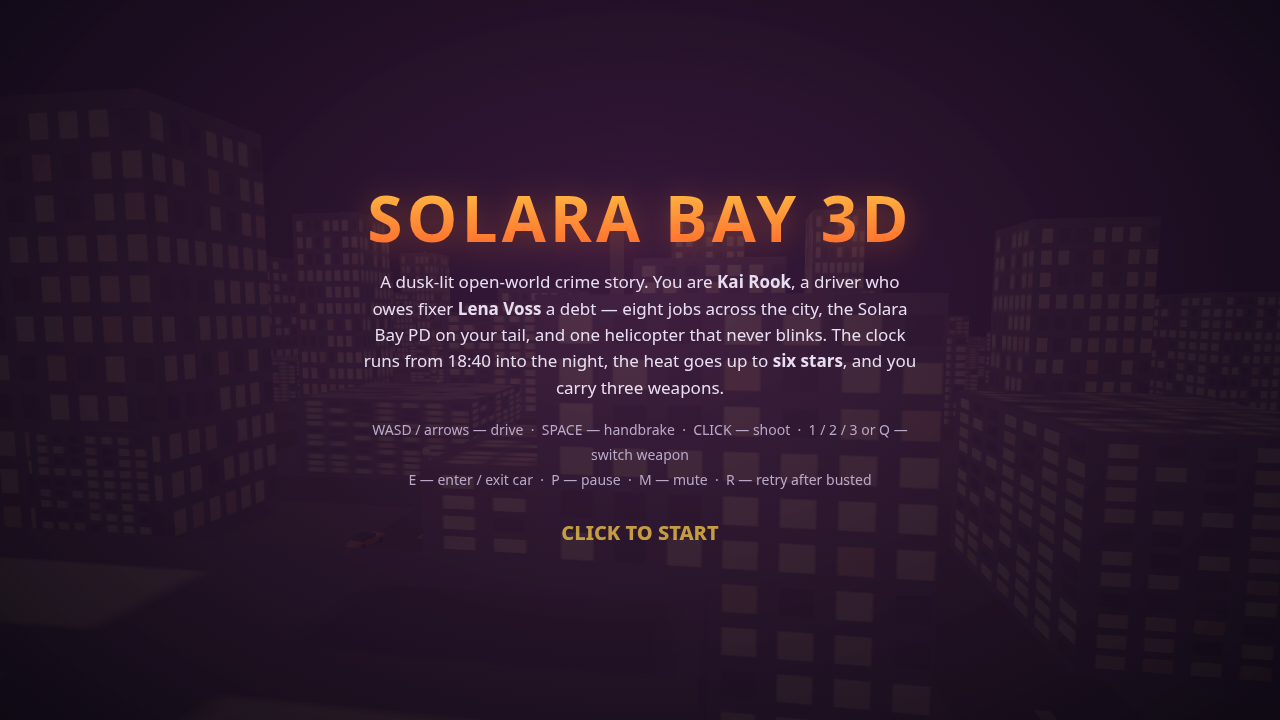 SOLARA BAY 3D
A dusk-lit open-world crime story. You are Kai Rook, a driver who
owes fixer Lena Voss a debt — eight jobs across the city, the Solara
Bay PD on your tail, and one helicopter that never blinks. The clock
runs from 18:40 into the night, the heat goes up to six stars, and you
carry three weapons.
WASD / arrows — drive · SPACE — handbrake · CLICK — shoot · 1 / 2 / 3 or Q —
switch weapon
E — enter / exit car · P — pause · M — mute · R — retry after busted
CLICK TO START